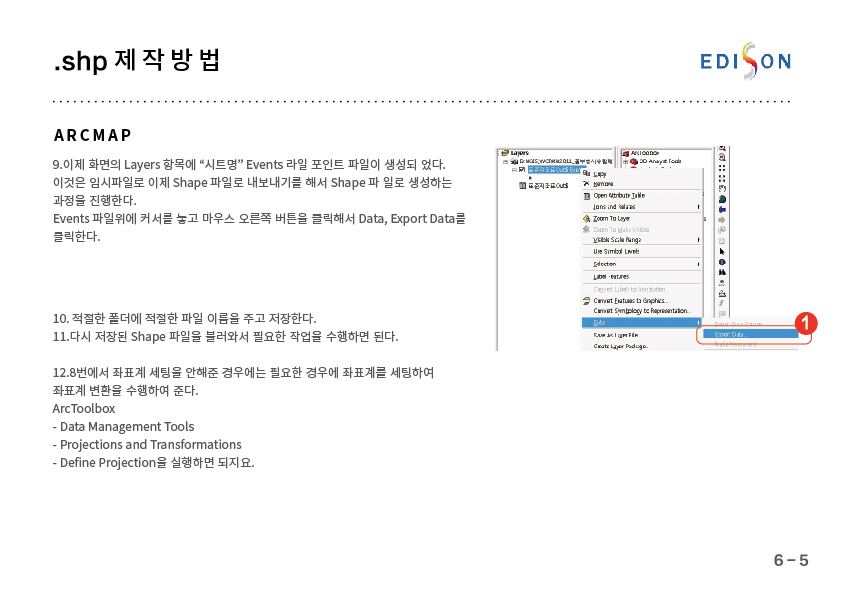 .shp 제작방법
EDISON
ARCMAP
9.이제 화면의 Layers 항목에 “시트명” Events 라일 포인트 파일이 생성되 었다.
이것은 임시파일로 이제 Shape 파일로 내보내기를 해서 Shape 파 일로 생성하는
과정을 진행한다.
Events 파일위에 커서를 놓고 마우스 오른쪽 버튼을 클릭해서 Data, Export Data를
클릭한다.
10. 적절한 폴더에 적절한 파일 이름을 주고 저장한다.
11.다시 저장된 Shape 파일을 불러와서 필요한 작업을 수행하면 된다.
12.8번에서 좌표계 세팅을 안해준 경우에는 필요한 경우에 좌표계를 세팅하여
좌표계 변환을 수행하여 준다.
ArcToolbox
- Data Management Tools
- Projections and Transformations
- Define Projection을 실행하면 되지요.
Layers
ArcToolbox
3D Analyst Tools
Copy
Remove
Open Attribute Table
Joins and Relates
Zoom To Layer
Zoom To Make Visible
Visible Scale Range
Use Symbol Levels
Selection
Label Features
Convert Labels to Annotation...
Convert Features to Graphics...
Convert Symbology to Representation...
Data
Save As Layer File...
Create Layer Package...
Export Data...
1
6 – 5